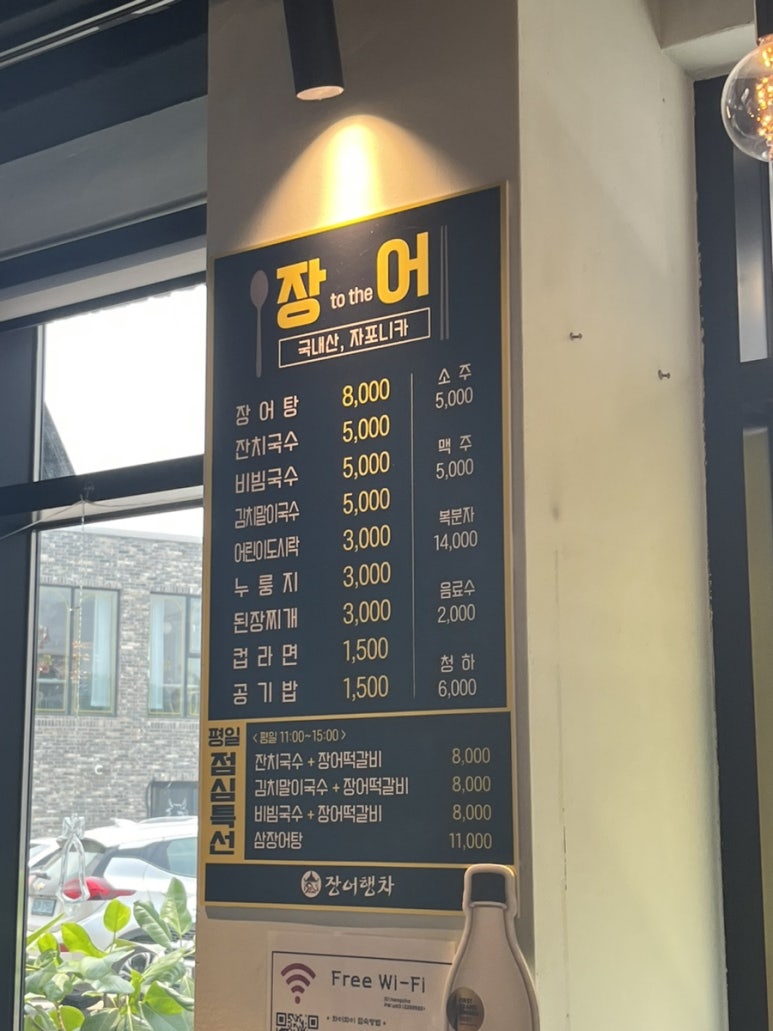 장 to the 어
국내산, 자포니카
장어탕 8,000
잔치국수 5,000
비빔국수 5,000
김치말이국수 5,000
어린이도시락 3,000
누룽지 3,000
된장찌개 3,000
컵라면 1,500
공기밥 1,500
소주
5,000
맥주
5,000
복분자
14,000
음료수
2,000
청하
6,000
평일
점심특선
< 평일 11:00~15:00 >
잔치국수 + 장어떡갈비 8,000
김치말이국수 + 장어떡갈비 8,000
비빔국수 + 장어떡갈비 8,000
삼장어탕 11,000
장어행차
Free Wi-Fi